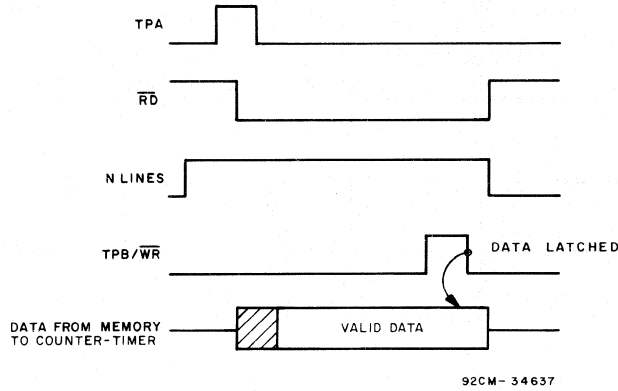 TPA
RD
N LINES
TPB/WR
DATA LATCHED
DATA FROM MEMORY
TO COUNTER-TIMER
VALID DATA
92CM-34637